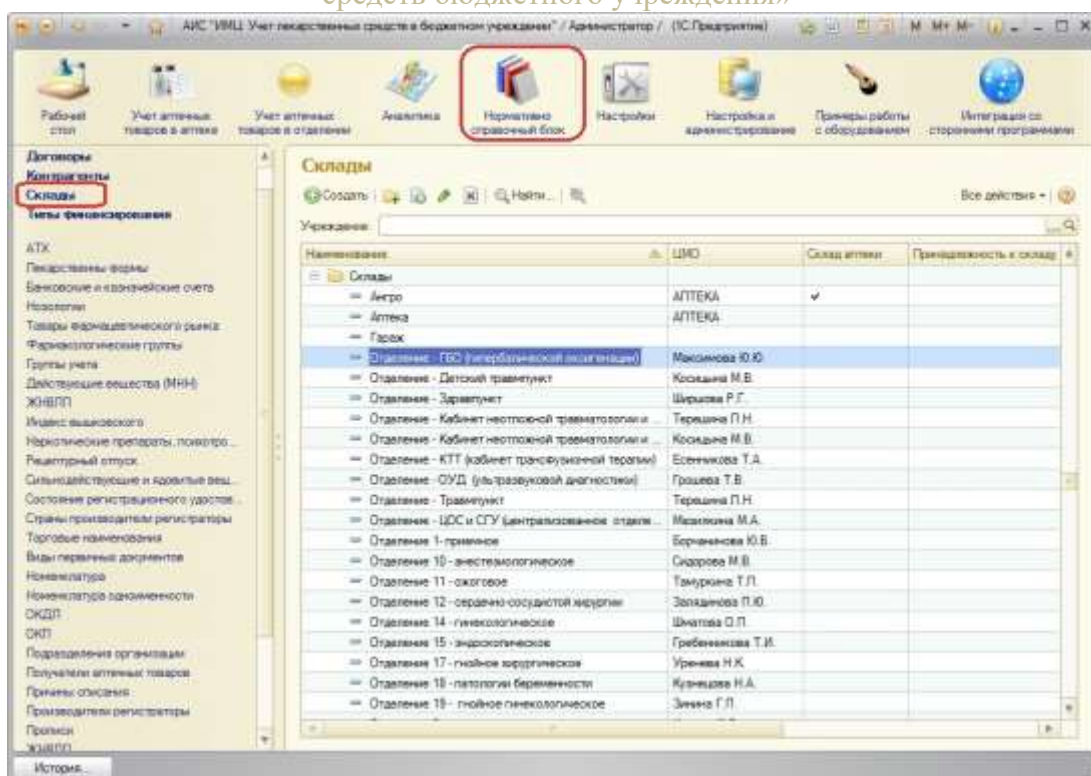 средств бюджетного учреждения»
АИС "ИМЦ: Учет лекарственных средств в бюджетном учреждении" / Администратор / (1С:Предприятие)
M M+ M-
Рабочий стол
Учет аптечных товаров в аптеке
Учет аптечных товаров в отделении
Аналитика
Нормативно справочный блок
Настройки
Настройка и администрирование
Примеры работы с оборудованием
Интеграция со сторонними программами
Договоры
Контрагенты
Склады
Типы финансирования
АТХ
Лекарственны формы
Банковские и казначейские счета
Нозологии
Товары фармацевтического рынка
Фармакологические группы
Группы учета
Действующие вещества (МНН)
ЖНВЛП
Индекс вышковского
Наркотические препараты, психотро...
Рецептурный отпуск
Сильнодействующие и ядовитые вещ...
Состояние регистрационного удостов...
Страны производители регистраторы
Торговые наименования
Виды первичных документов
Номенклатура
Номенклатура одноименности
ОКДП
ОКП
Подразделения организации
Получатели аптечных товаров
Причины списания
Производители регистраторы
Прописи
ЖНВЛП
Склады
Создать
Найти...
Все действия
Учреждение:
Наименование ЦМО Склад аптеки Принадлежность к складу
Склады
Ангро АПТЕКА ✔
Аптека АПТЕКА
Гараж
Отделение - ГБО (гипербарической оксигенации) Максимова Ю.Ю.
Отделение - Детский травмпункт Косицына М.В.
Отделение - Здравпункт Ширшова Р.Г.
Отделение - Кабинет неотложной травматологии и ... Терешина П.Н.
Отделение - Кабинет неотложной травматологии и ... Косицына М.В.
Отделение - КТТ (кабинет трансфузионной терапии) Есенникова Т.А.
Отделение - ОУД (ультразвуковой диагностики) Грошева Т.В.
Отделение - Травмпункт Терешина П.Н.
Отделение - ЦОС и СГУ (централизованное отделе... М.А.
Отделение 1- приемное Ю.В.
Отделение 10 - анестезиологическое Сидорова М.В.
Отделение 11 - ожоговое Тамуркина Т.П.
Отделение 12 - сердечно-сосудистой хирургии П.Ю.
Отделение 14 - гинекологическое Шматова О.П.
Отделение 15 - эндоскопическое Гребенникова Т.И.
Отделение 17 - гнойное хирургическое Уренева Н.К.
Отделение 18 - патологии беременности Кузнецова Н.А.
Отделение 19 - гнойное гинекологическое Зинина Г.П.
История...